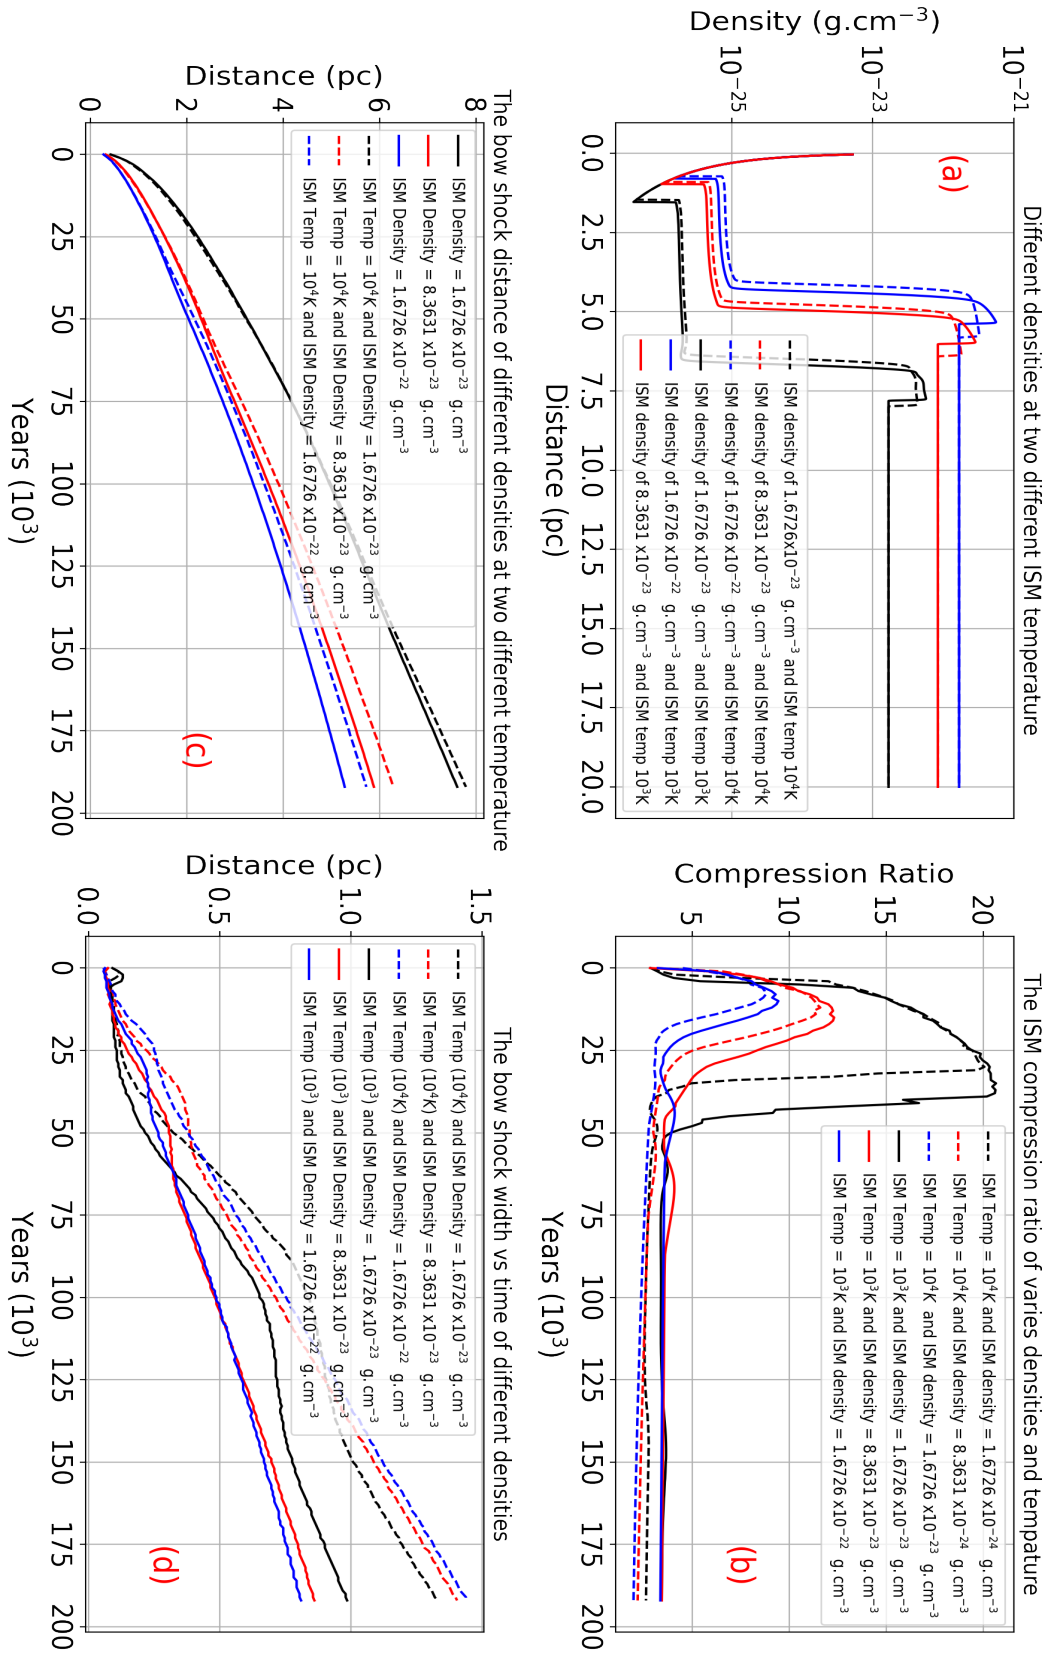 Different densities at two different ISM temperature
(a)
Density (g.cm⁻³)
10⁻²¹
10⁻²³
10⁻²⁵
ISM density of 1.6726x10⁻²³ g.cm⁻³ and ISM temp 10⁴K
ISM density of 8.3631 x10⁻²³ g.cm⁻³ and ISM temp 10⁴K
ISM density of 1.6726 x10⁻²² g.cm⁻³ and ISM temp 10⁴K
ISM density of 1.6726 x10⁻²³ g.cm⁻³ and ISM temp 10³K
ISM density of 1.6726 x10⁻²² g.cm⁻³ and ISM temp 10³K
ISM density of 8.3631 x10⁻²³ g.cm⁻³ and ISM temp 10³K
0.0 2.5 5.0 7.5 10.0 12.5 15.0 17.5 20.0
Distance (pc)
The ISM compression ratio of varies densities and tempature
Compression Ratio
20
15
10
5
ISM Temp = 10⁴K and ISM density = 1.6726 x10⁻²⁴ g.cm⁻³
ISM Temp = 10⁴K and ISM density = 8.3631 x10⁻²⁴ g.cm⁻³
ISM Temp = 10⁴K and ISM density = 1.6726 x10⁻²³ g.cm⁻³
ISM Temp = 10³K and ISM density = 1.6726 x10⁻²³ g.cm⁻³
ISM Temp = 10³K and ISM density = 8.3631 x10⁻²³ g.cm⁻³
ISM Temp = 10³K and ISM density = 1.6726 x10⁻²² g.cm⁻³
(b)
0 25 50 75 100 125 150 175 200
Years (10³)
The bow shock distance of different densities at two different temperature
Distance (pc)
8
6
4
2
0
ISM Density = 1.6726 x10⁻²³ g.cm⁻³
ISM Density = 8.3631 x10⁻²³ g.cm⁻³
ISM Density = 1.6726 x10⁻²² g.cm⁻³
ISM Temp = 10⁴K and ISM Density = 1.6726 x10⁻²³ g.cm⁻³
ISM Temp = 10⁴K and ISM Density = 8.3631 x10⁻²³ g.cm⁻³
ISM Temp = 10⁴K and ISM Density = 1.6726 x10⁻²² g.cm⁻³
(c)
0 25 50 75 100 125 150 175 200
Years (10³)
The bow shock width vs time of different densities
Distance (pc)
1.5
1.0
0.5
0.0
ISM Temp (10⁴K) and ISM Density = 1.6726 x10⁻²³ g.cm⁻³
ISM Temp (10⁴K) and ISM Density = 8.3631 x10⁻²³ g.cm⁻³
ISM Temp (10⁴K) and ISM Density = 1.6726 x10⁻²² g.cm⁻³
ISM Temp (10³) and ISM Density = 1.6726 x10⁻²³ g.cm⁻³
ISM Temp (10³) and ISM Density = 8.3631 x10⁻²³ g.cm⁻³
ISM Temp (10³) and ISM Density = 1.6726 x10⁻²² g.cm⁻³
(d)
0 25 50 75 100 125 150 175 200
Years (10³)